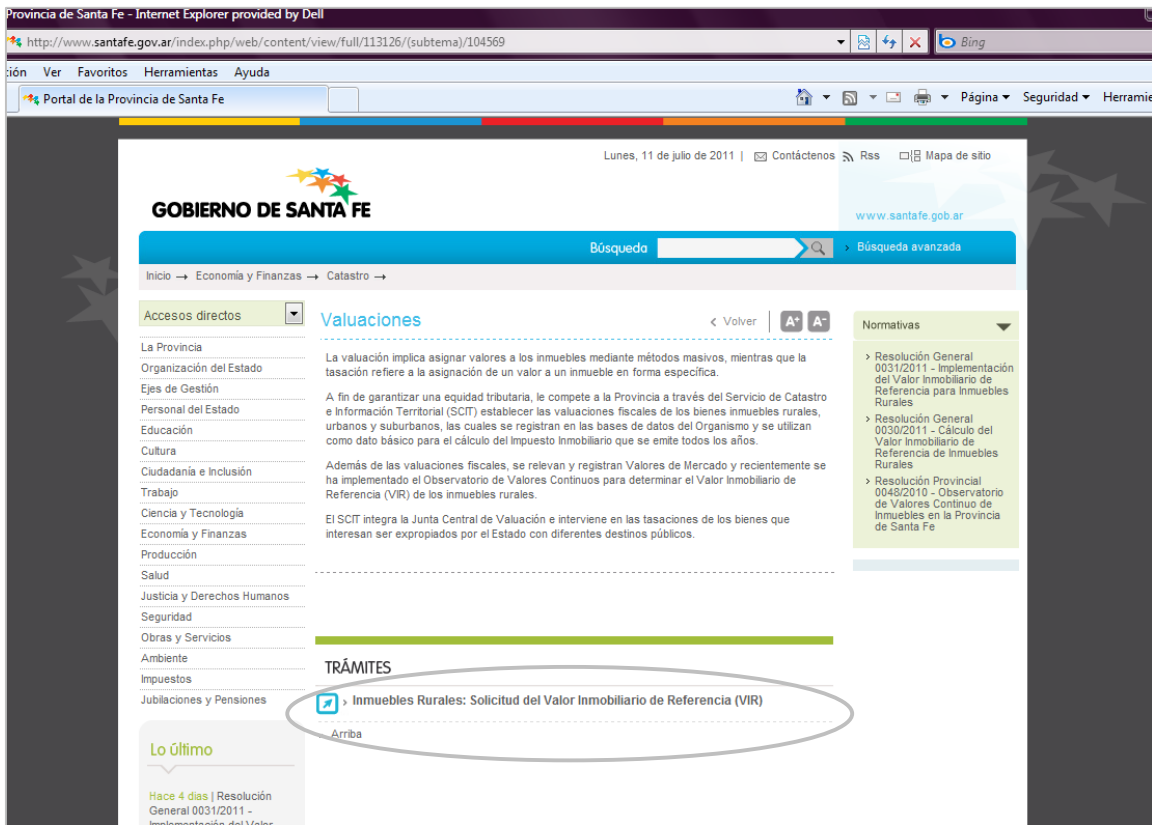 Provincia de Santa Fe - Internet Explorer provided by Dell
http://www.santafe.gov.ar/index.php/web/content/view/full/113126/(subtema)/104569
Bing
ión Ver Favoritos Herramientas Ayuda
Portal de la Provincia de Santa Fe
Página Seguridad Herramie
Lunes, 11 de julio de 2011 | Contáctenos Rss Mapa de sitio
GOBIERNO DE SANTA FE
www.santafe.gob.ar
Búsqueda
› Búsqueda avanzada
Inicio → Economía y Finanzas → Catastro →
Accesos directos
La Provincia
Organización del Estado
Ejes de Gestión
Personal del Estado
Educación
Cultura
Ciudadanía e Inclusión
Trabajo
Ciencia y Tecnología
Economía y Finanzas
Producción
Salud
Justicia y Derechos Humanos
Seguridad
Obras y Servicios
Ambiente
Impuestos
Jubilaciones y Pensiones
Lo último
Hace 4 dias | Resolución
General 0031/2011 -
Implementación del Valor
Valuaciones
‹ Volver | A+ A-
La valuación implica asignar valores a los inmuebles mediante métodos masivos, mientras que la
tasación refiere a la asignación de un valor a un inmueble en forma específica.
A fin de garantizar una equidad tributaria, le compete a la Provincia a través del Servicio de Catastro
e Información Territorial (SCIT) establecer las valuaciones fiscales de los bienes inmuebles rurales,
urbanos y suburbanos, las cuales se registran en las bases de datos del Organismo y se utilizan
como dato básico para el cálculo del Impuesto Inmobiliario que se emite todos los años.
Además de las valuaciones fiscales, se relevan y registran Valores de Mercado y recientemente se
ha implementado el Observatorio de Valores Continuos para determinar el Valor Inmobiliario de
Referencia (VIR) de los inmuebles rurales.
El SCIT integra la Junta Central de Valuación e interviene en las tasaciones de los bienes que
interesan ser expropiados por el Estado con diferentes destinos públicos.
TRÁMITES
› Inmuebles Rurales: Solicitud del Valor Inmobiliario de Referencia (VIR)
Arriba
Normativas
› Resolución General
0031/2011 - Implementación
del Valor Inmobiliario de
Referencia para Inmuebles
Rurales
› Resolución General
0030/2011 - Cálculo del
Valor Inmobiliario de
Referencia de Inmuebles
Rurales
› Resolución Provincial
0048/2010 - Observatorio
de Valores Continuo de
Inmuebles en la Provincia
de Santa Fe